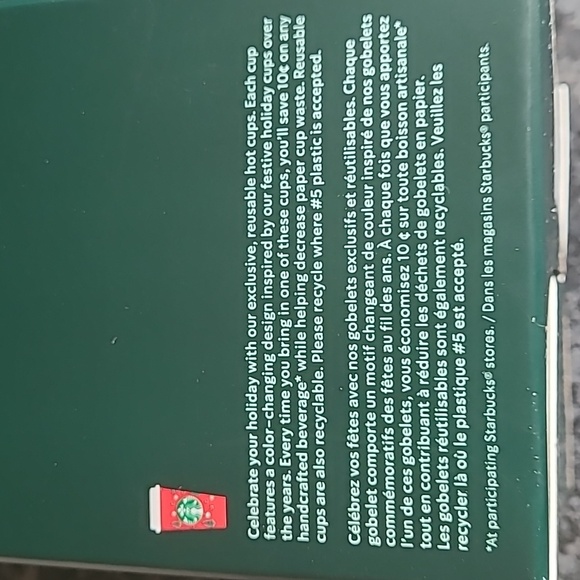 Celebrate your holiday with our exclusive, reusable hot cups. Each cup
features a color-changing design inspired by our festive holiday cups over
the years. Every time you bring in one of these cups, you'll save 10¢ on any
handcrafted beverage* while helping decrease paper cup waste. Reusable
cups are also recyclable. Please recycle where #5 plastic is accepted.
Célébrez vos fêtes avec nos gobelets exclusifs et réutilisables. Chaque
gobelet comporte un motif changeant de couleur inspiré de nos gobelets
commémoratifs des fêtes au fil des ans. À chaque fois que vous apportez
l'un de ces gobelets, vous économisez 10 ¢ sur toute boisson artisanale*
tout en contribuant à réduire les déchets de gobelets en papier.
Les gobelets réutilisables sont également recyclables. Veuillez les
recycler là où le plastique #5 est accepté.
*At participating Starbucks® stores. / Dans les magasins Starbucks® participants.